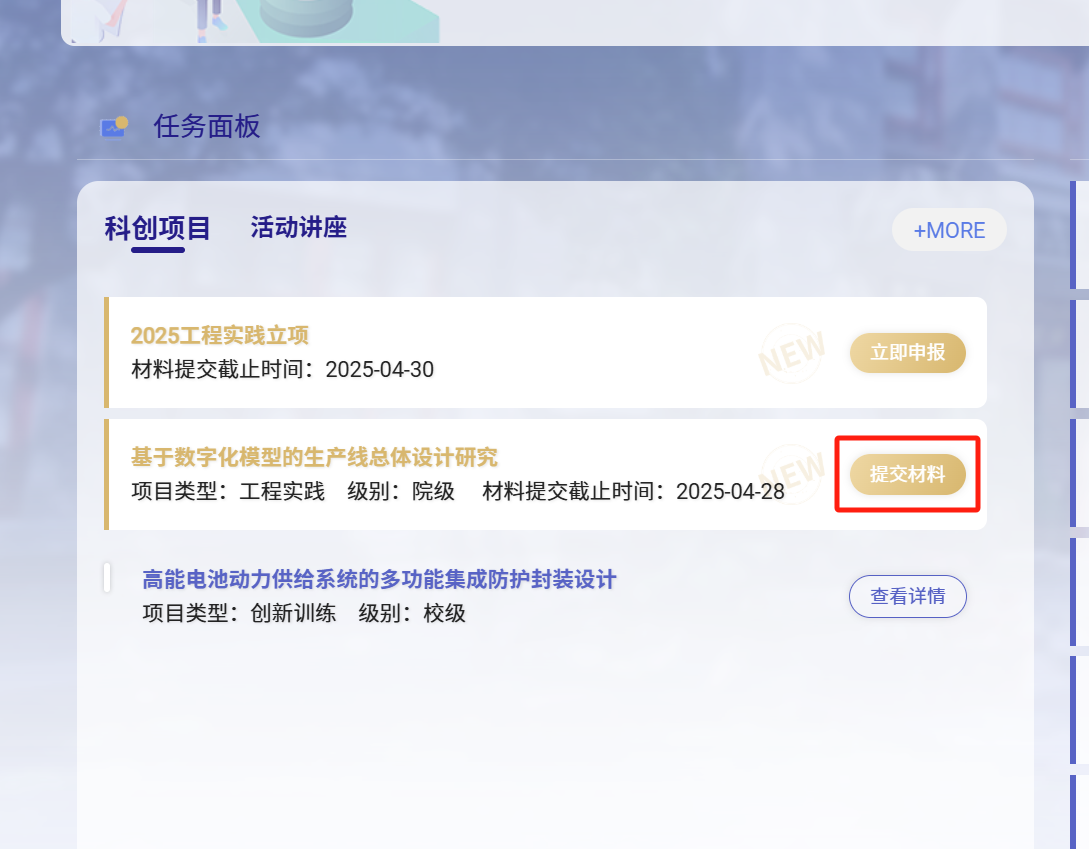 任务面板
科创项目 活动讲座 +MORE
2025工程实践立项
材料提交截止时间：2025-04-30
NEW 立即申报
基于数字化模型的生产线总体设计研究
项目类型：工程实践 级别：院级 材料提交截止时间：2025-04-28
NEW 提交材料
高能电池动力供给系统的多功能集成防护封装设计
项目类型：创新训练 级别：校级
查看详情